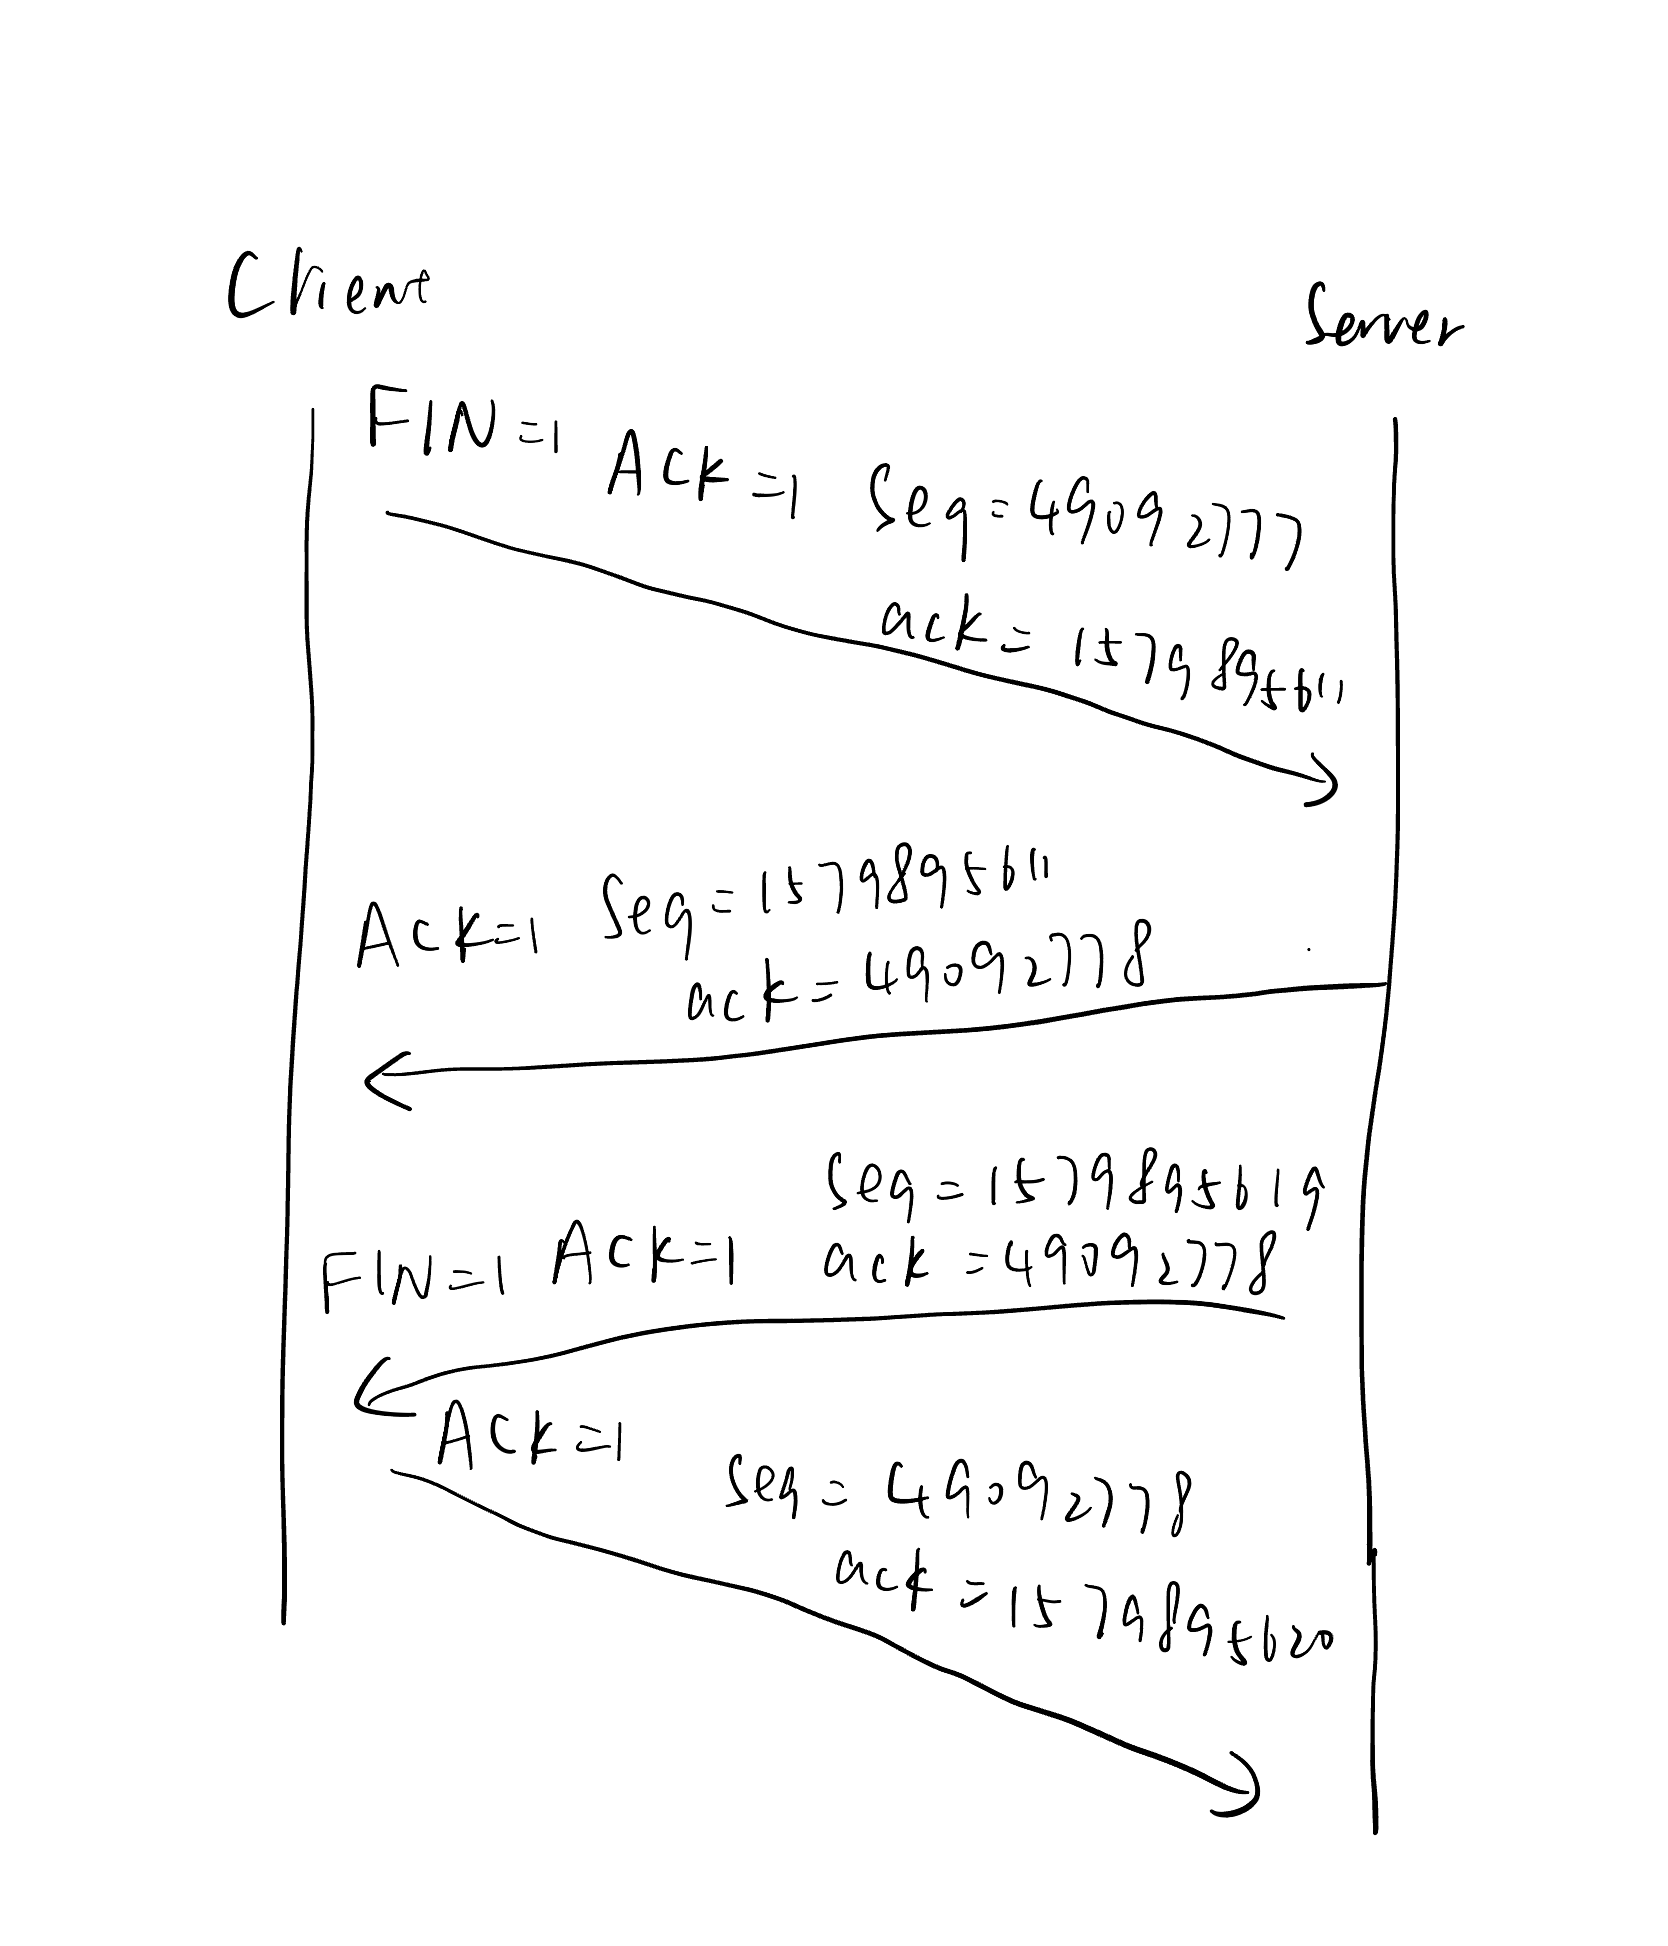 Client
Server
FIN=1 ACK=1 Seq=49092777
ack=1579895611
ACK=1 Seq=1579895611
ack=49092778
Seq=1579895619
FIN=1 ACK=1 ack=49092778
ACK=1
Seq=49092778
ack=1579895620